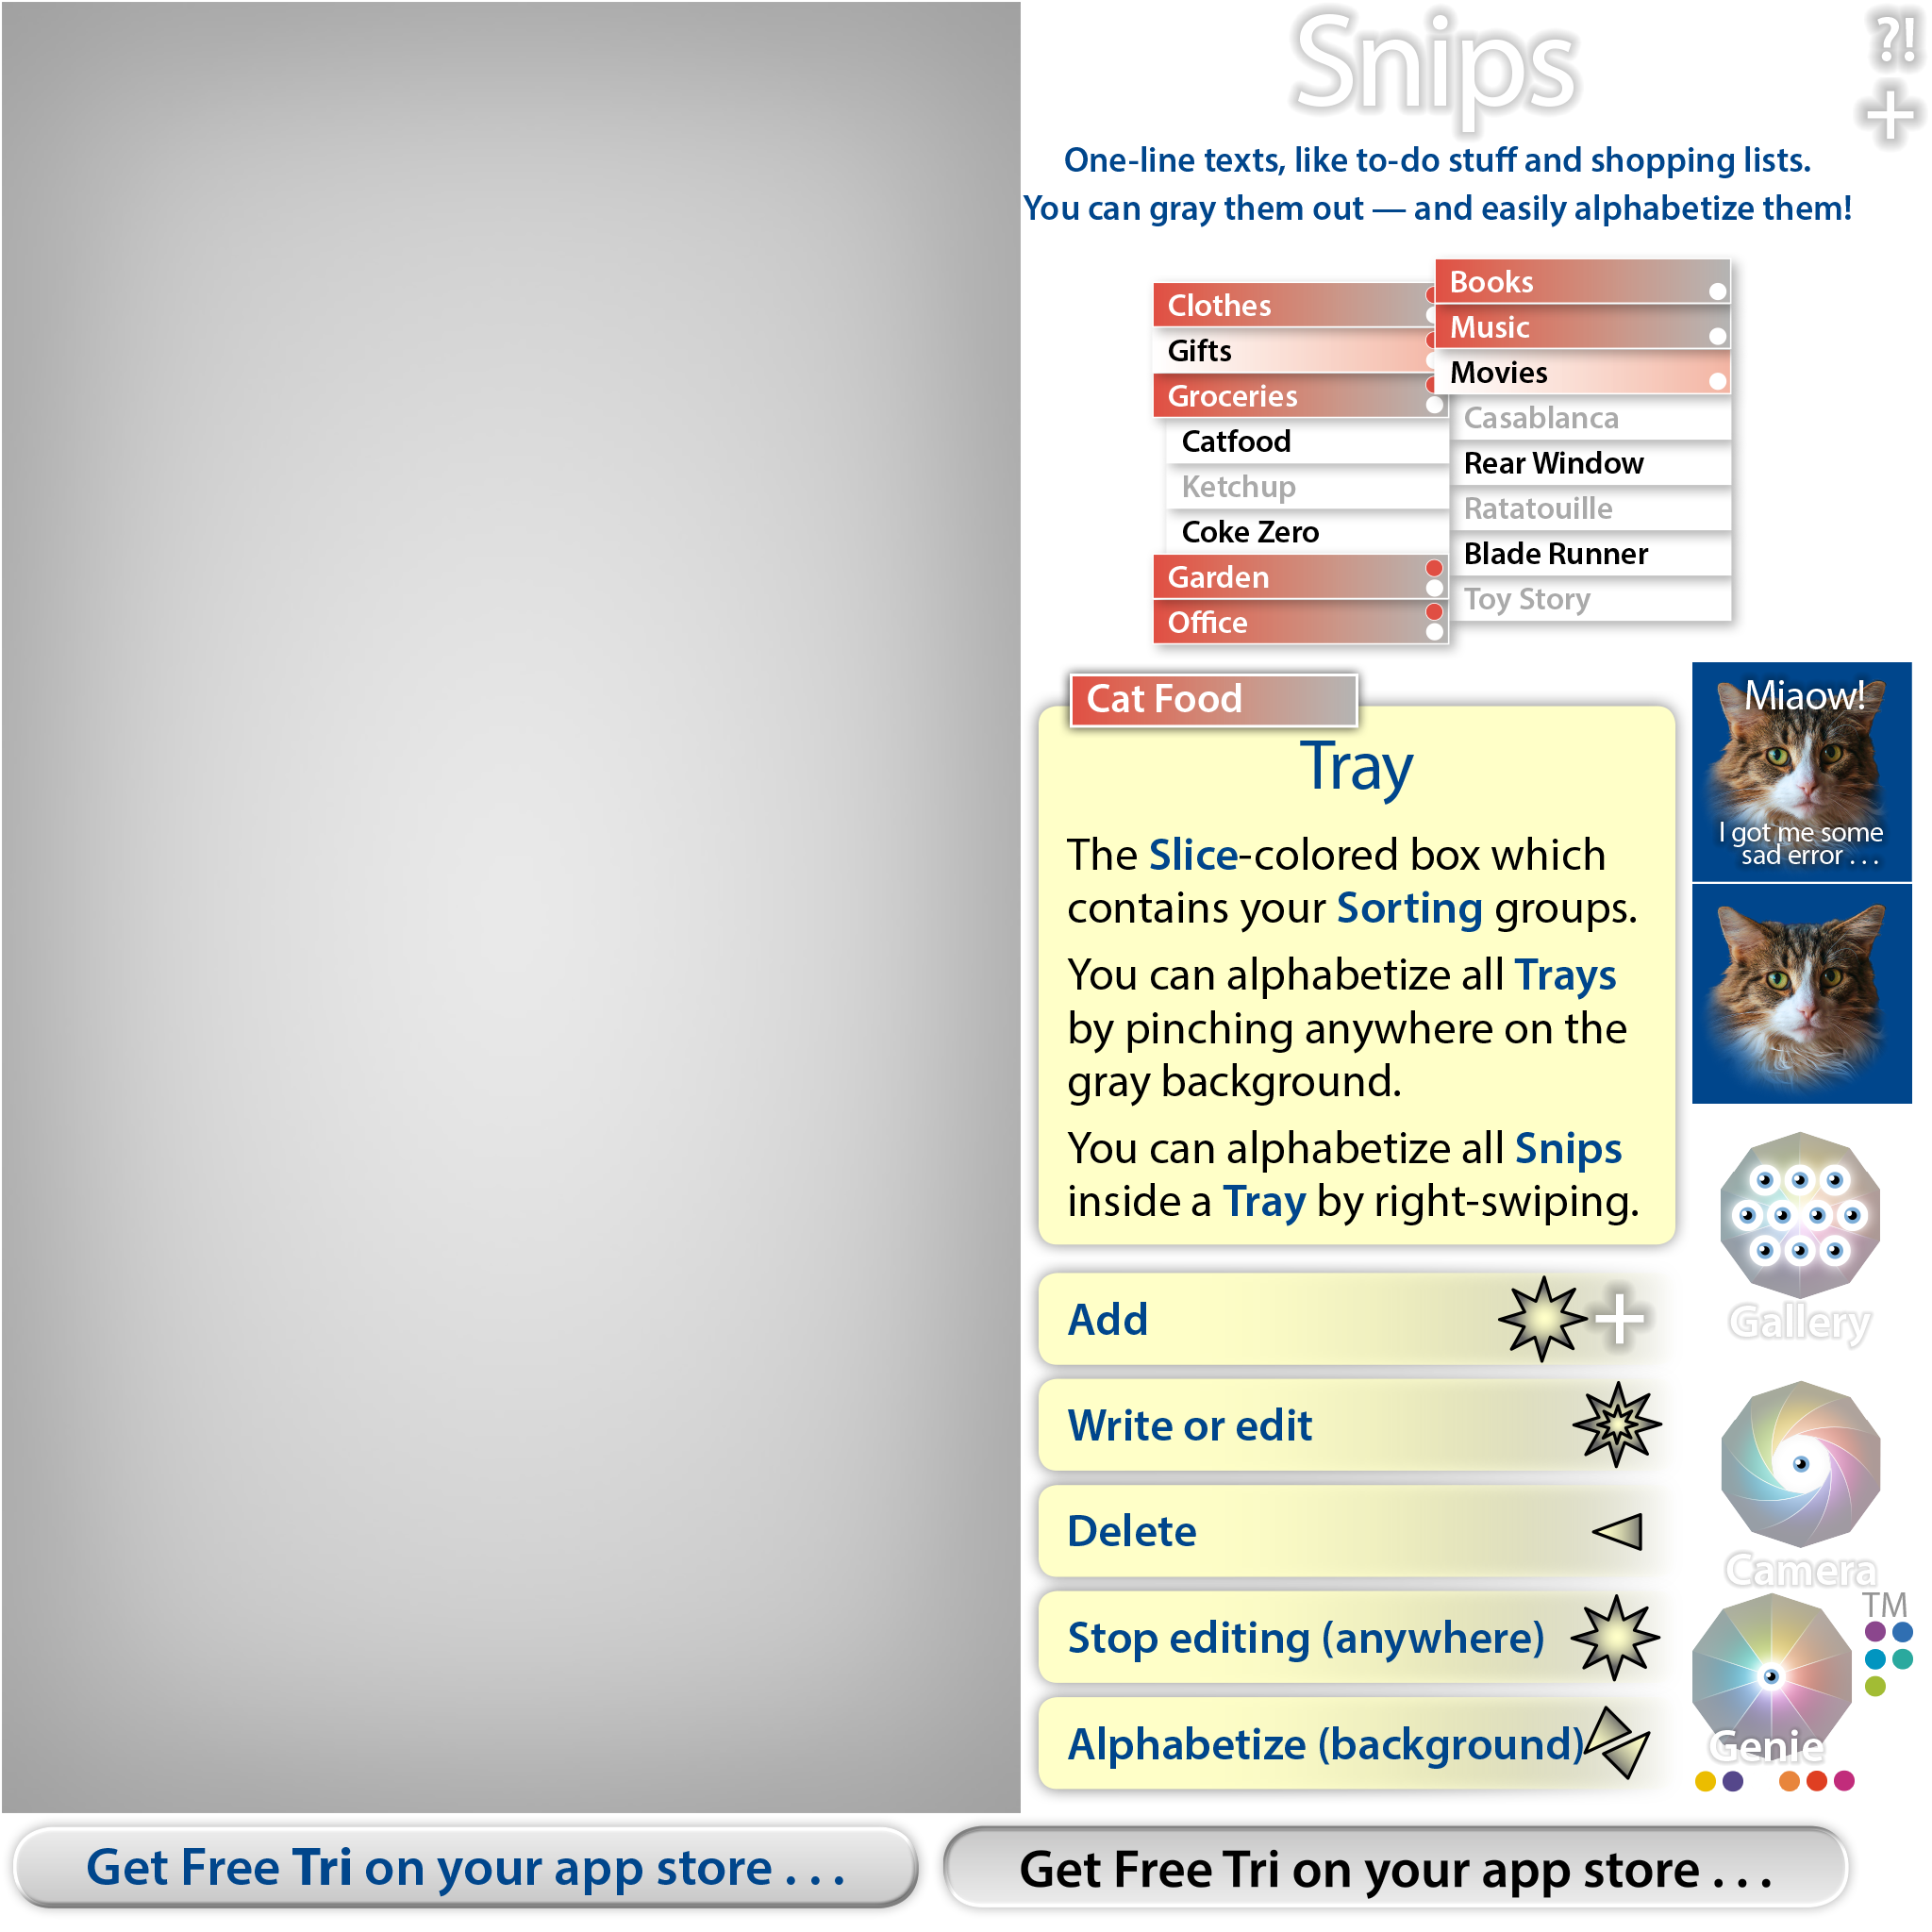 Snips
?!
+
One-line texts, like to-do stuff and shopping lists.
You can gray them out — and easily alphabetize them!
Clothes
Gifts
Groceries
Catfood
Ketchup
Coke Zero
Garden
Office
Books
Music
Movies
Casablanca
Rear Window
Ratatouille
Blade Runner
Toy Story
Cat Food
Tray
The Slice-colored box which
contains your Sorting groups.
You can alphabetize all Trays
by pinching anywhere on the
gray background.
You can alphabetize all Snips
inside a Tray by right-swiping.
Add
+
Write or edit
Delete
Stop editing (anywhere)
Alphabetize (background)
Miaow!
I got me some
sad error . . .
Gallery
Camera
TM
Genie
Get Free Tri on your app store . . .
Get Free Tri on your app store . . .